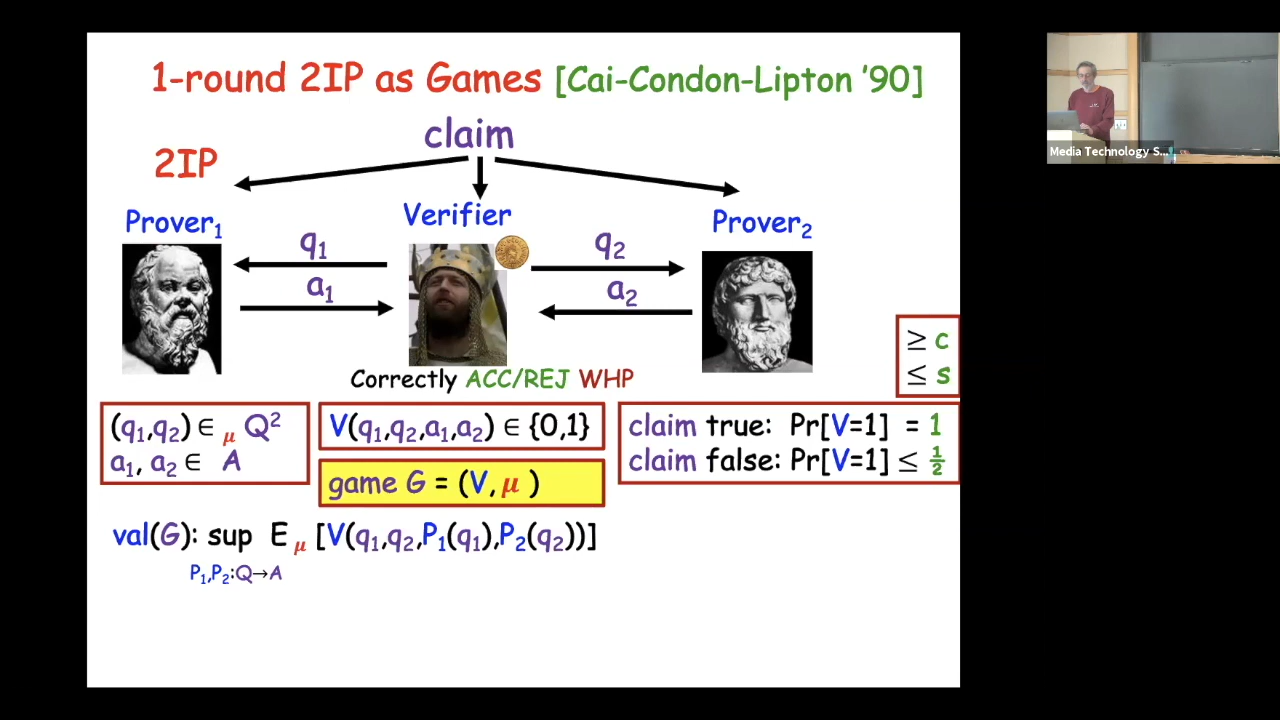 1-round 2IP as Games [Cai-Condon-Lipton ’90]
claim
2IP
Prover₁
Verifier
Prover₂
q₁
q₂
a₁
a₂
≥ c
≤ s
Correctly ACC/REJ WHP
(q₁,q₂) ∈ μ Q²
a₁, a₂ ∈ A
V(q₁,q₂,a₁,a₂) ∈ {0,1}
claim true: Pr[V=1] = 1
claim false: Pr[V=1] ≤ ½
game G = (V, μ )
val(G): sup E μ [V(q₁,q₂,P₁(q₁),P₂(q₂))]
P₁,P₂:Q→A
Media Technology S...